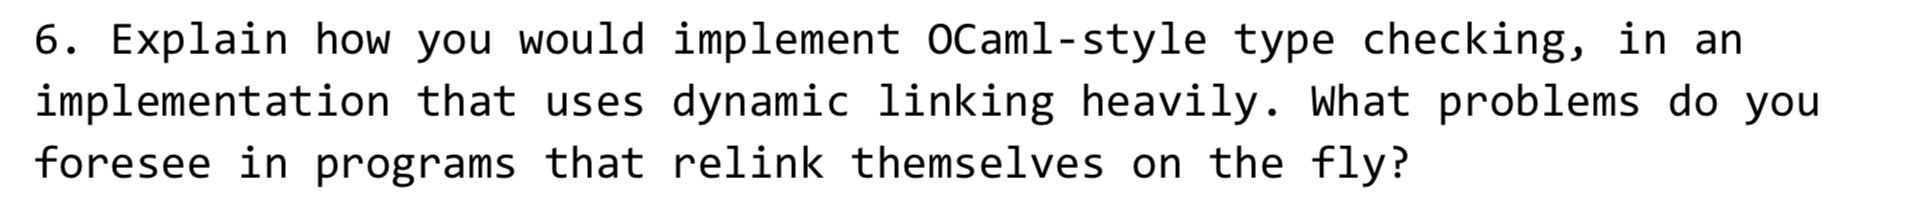 6. Explain how you would implement OCaml-style type checking, in an
implementation that uses dynamic linking heavily. What problems do you
foresee in programs that relink themselves on the fly?